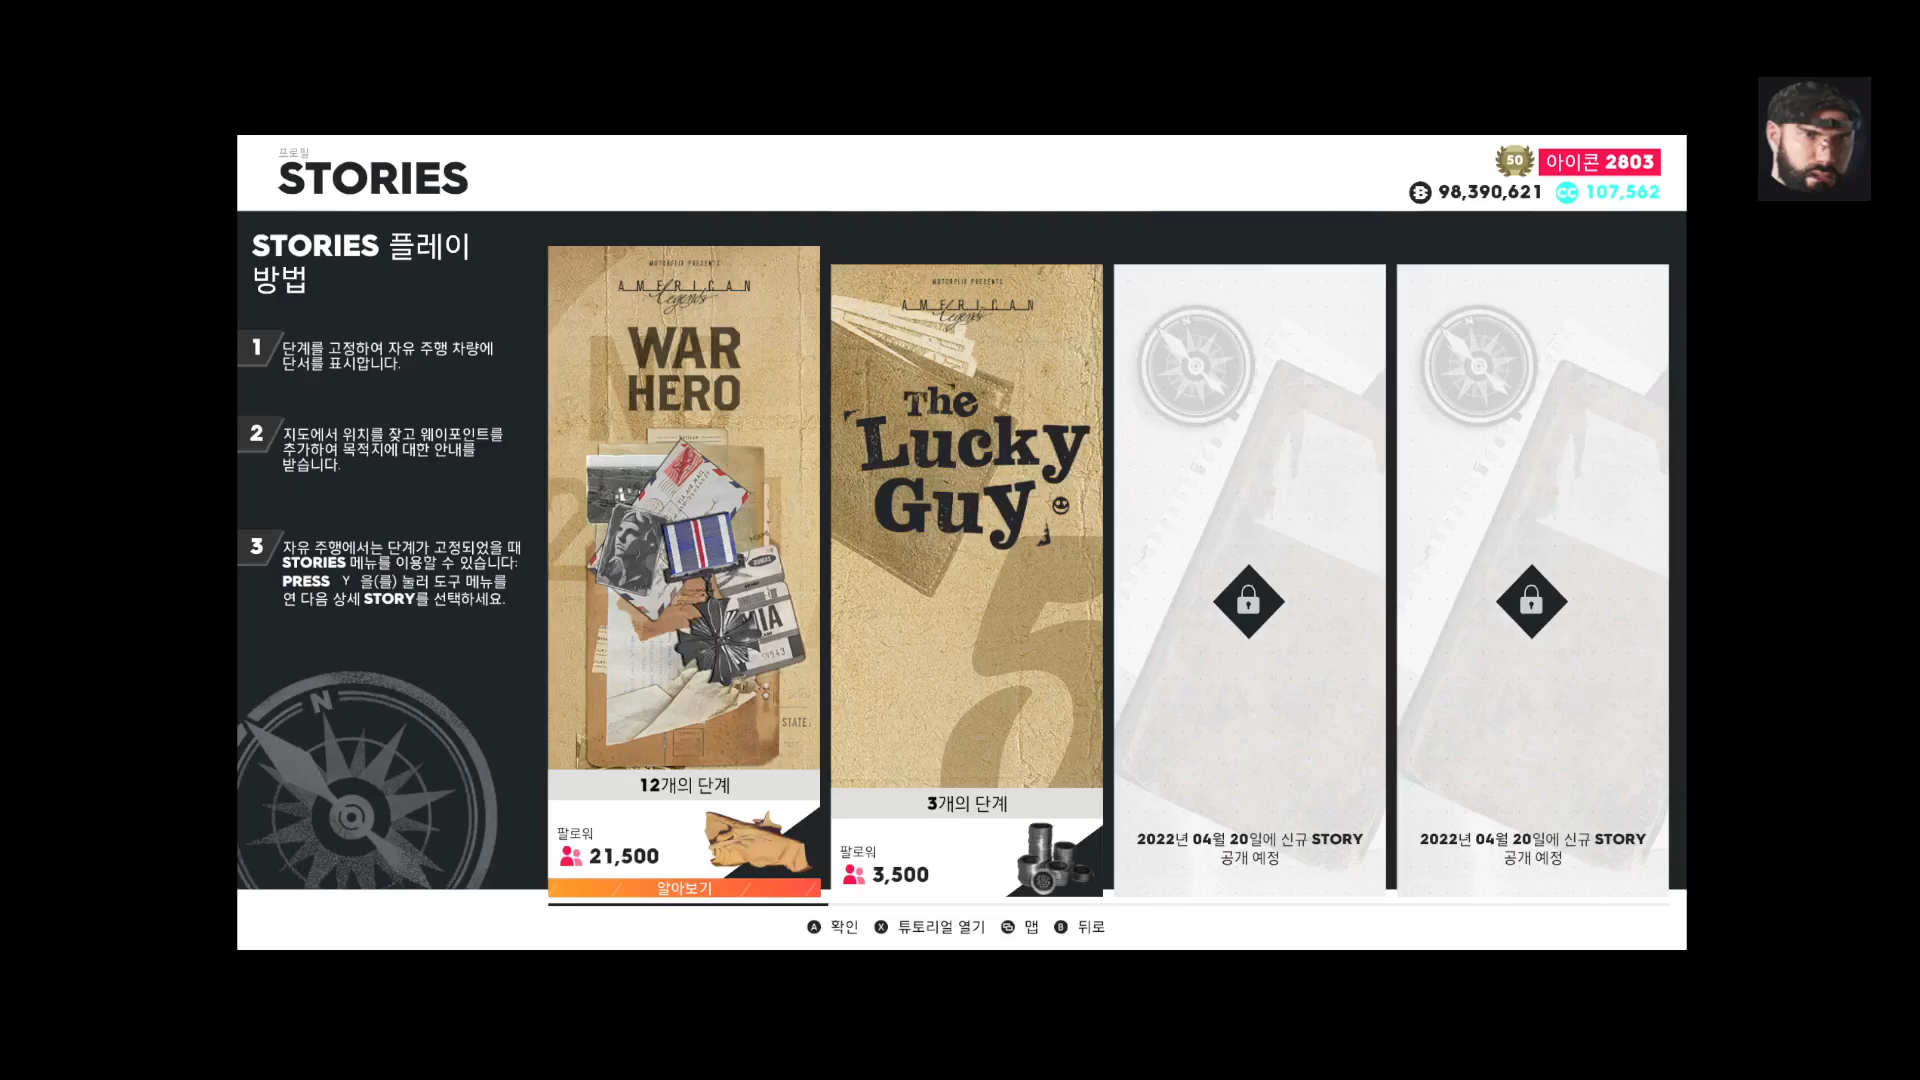 프로필
STORIES
50
아이콘 2803
98,390,621
CC 107,562
STORIES 플레이
방법
1
단계를 고정하여 자유 주행 차량에
단서를 표시합니다.
2
지도에서 위치를 찾고 웨이포인트를
추가하여 목적지에 대한 안내를
받습니다.
3
자유 주행에서는 단계가 고정되었을 때
STORIES 메뉴를 이용할 수 있습니다:
PRESS Y 을(를) 눌러 도구 메뉴를
연 다음 상세 STORY를 선택하세요.
N
MOTORFLIX PRESENTS
AMERICAN
Legends
WAR
HERO
VIA AIR MAIL
MIA
STATE
12개의 단계
팔로워
21,500
알아보기
MOTORFLIX PRESENTS
AMERICAN
Legends
The
Lucky
Guy
5
3개의 단계
팔로워
3,500
N
2022년 04월 20일에 신규 STORY
공개 예정
N
2022년 04월 20일에 신규 STORY
공개 예정
A 확인 X 튜토리얼 열기 맵 B 뒤로